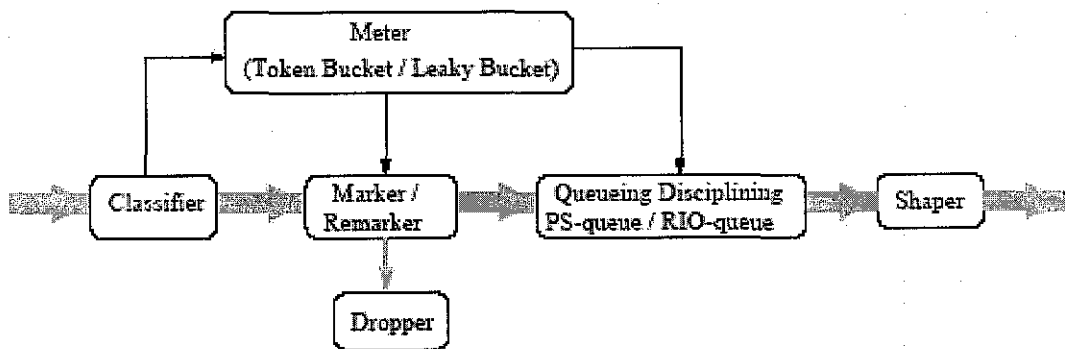 Meter
(Token Bucket / Leaky Bucket)
Classifier
Marker /
Remarker
Queueing Disciplining
PS-queue / RIO-queue
Shaper
Dropper